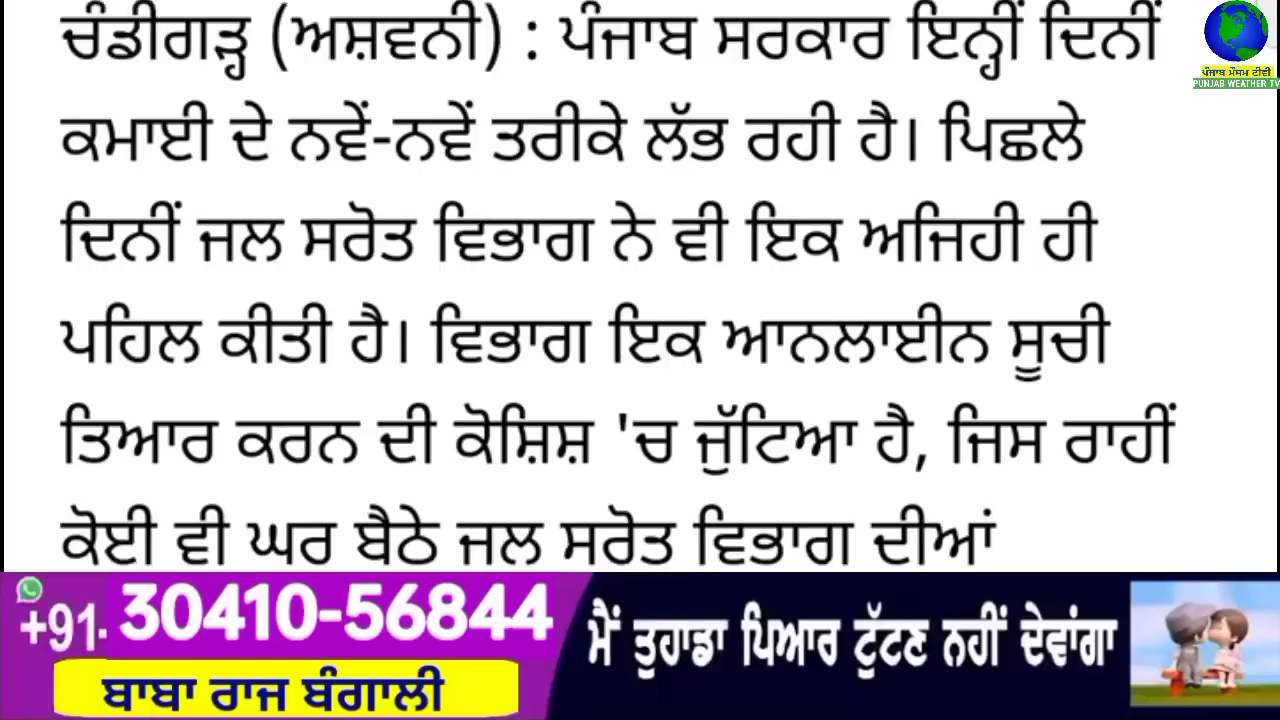 ਚੰਡੀਗੜ੍ਹ (ਅਸ਼ਵਨੀ) : ਪੰਜਾਬ ਸਰਕਾਰ ਇਨ੍ਹੀਂ ਦਿਨੀਂ
ਕਮਾਈ ਦੇ ਨਵੇਂ-ਨਵੇਂ ਤਰੀਕੇ ਲੱਭ ਰਹੀ ਹੈ। ਪਿਛਲੇ
ਦਿਨੀਂ ਜਲ ਸਰੋਤ ਵਿਭਾਗ ਨੇ ਵੀ ਇਕ ਅਜਿਹੀ ਹੀ
ਪਹਿਲ ਕੀਤੀ ਹੈ। ਵਿਭਾਗ ਇਕ ਆਨਲਾਈਨ ਸੂਚੀ
ਤਿਆਰ ਕਰਨ ਦੀ ਕੋਸ਼ਿਸ਼ 'ਚ ਜੁੱਟਿਆ ਹੈ, ਜਿਸ ਰਾਹੀਂ
ਕੋਈ ਵੀ ਘਰ ਬੈਠੇ ਜਲ ਸਰੋਤ ਵਿਭਾਗ ਦੀਆਂ
ਪੰਜਾਬ ਮੌਸਮ ਟੀਵੀ
PUNJAB WEATHER TV
+91- 30410-56844
ਬਾਬਾ ਰਾਜ ਬੰਗਾਲੀ
ਮੈਂ ਤੁਹਾਡਾ ਪਿਆਰ ਟੁੱਟਣ ਨਹੀਂ ਦੇਵਾਂਗਾ